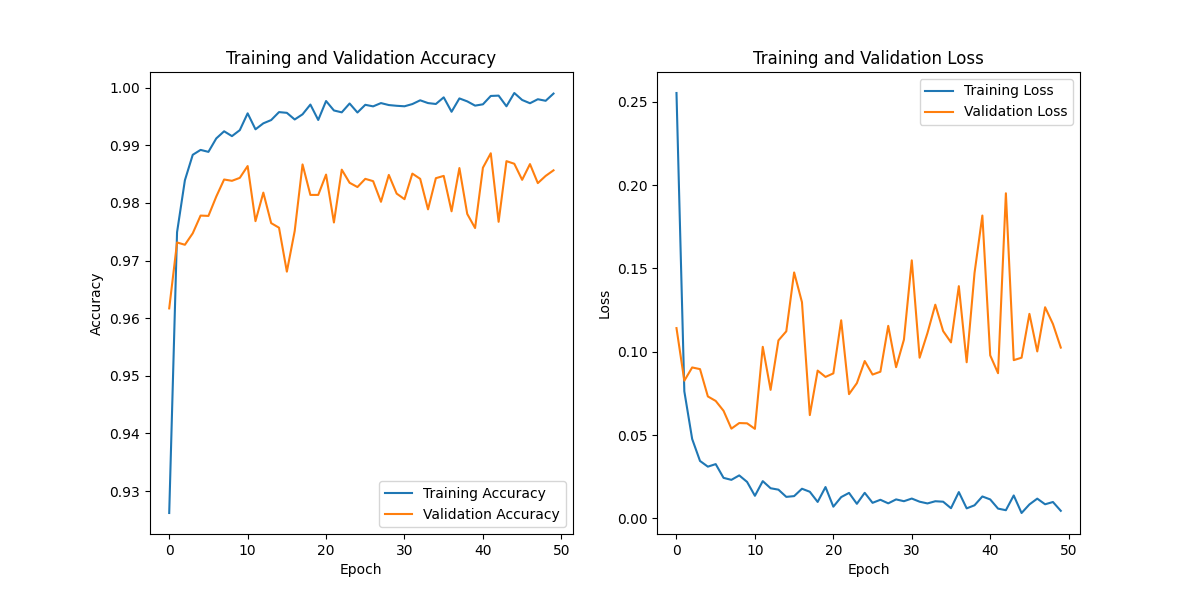 Training and Validation Accuracy
1.00
0.99
0.98
0.97
0.96
0.95
0.94
0.93
Accuracy
0
10
20
30
40
50
Epoch
Training Accuracy
Validation Accuracy
Training and Validation Loss
0.25
0.20
0.15
0.10
0.05
0.00
Loss
0
10
20
30
40
50
Epoch
Training Loss
Validation Loss